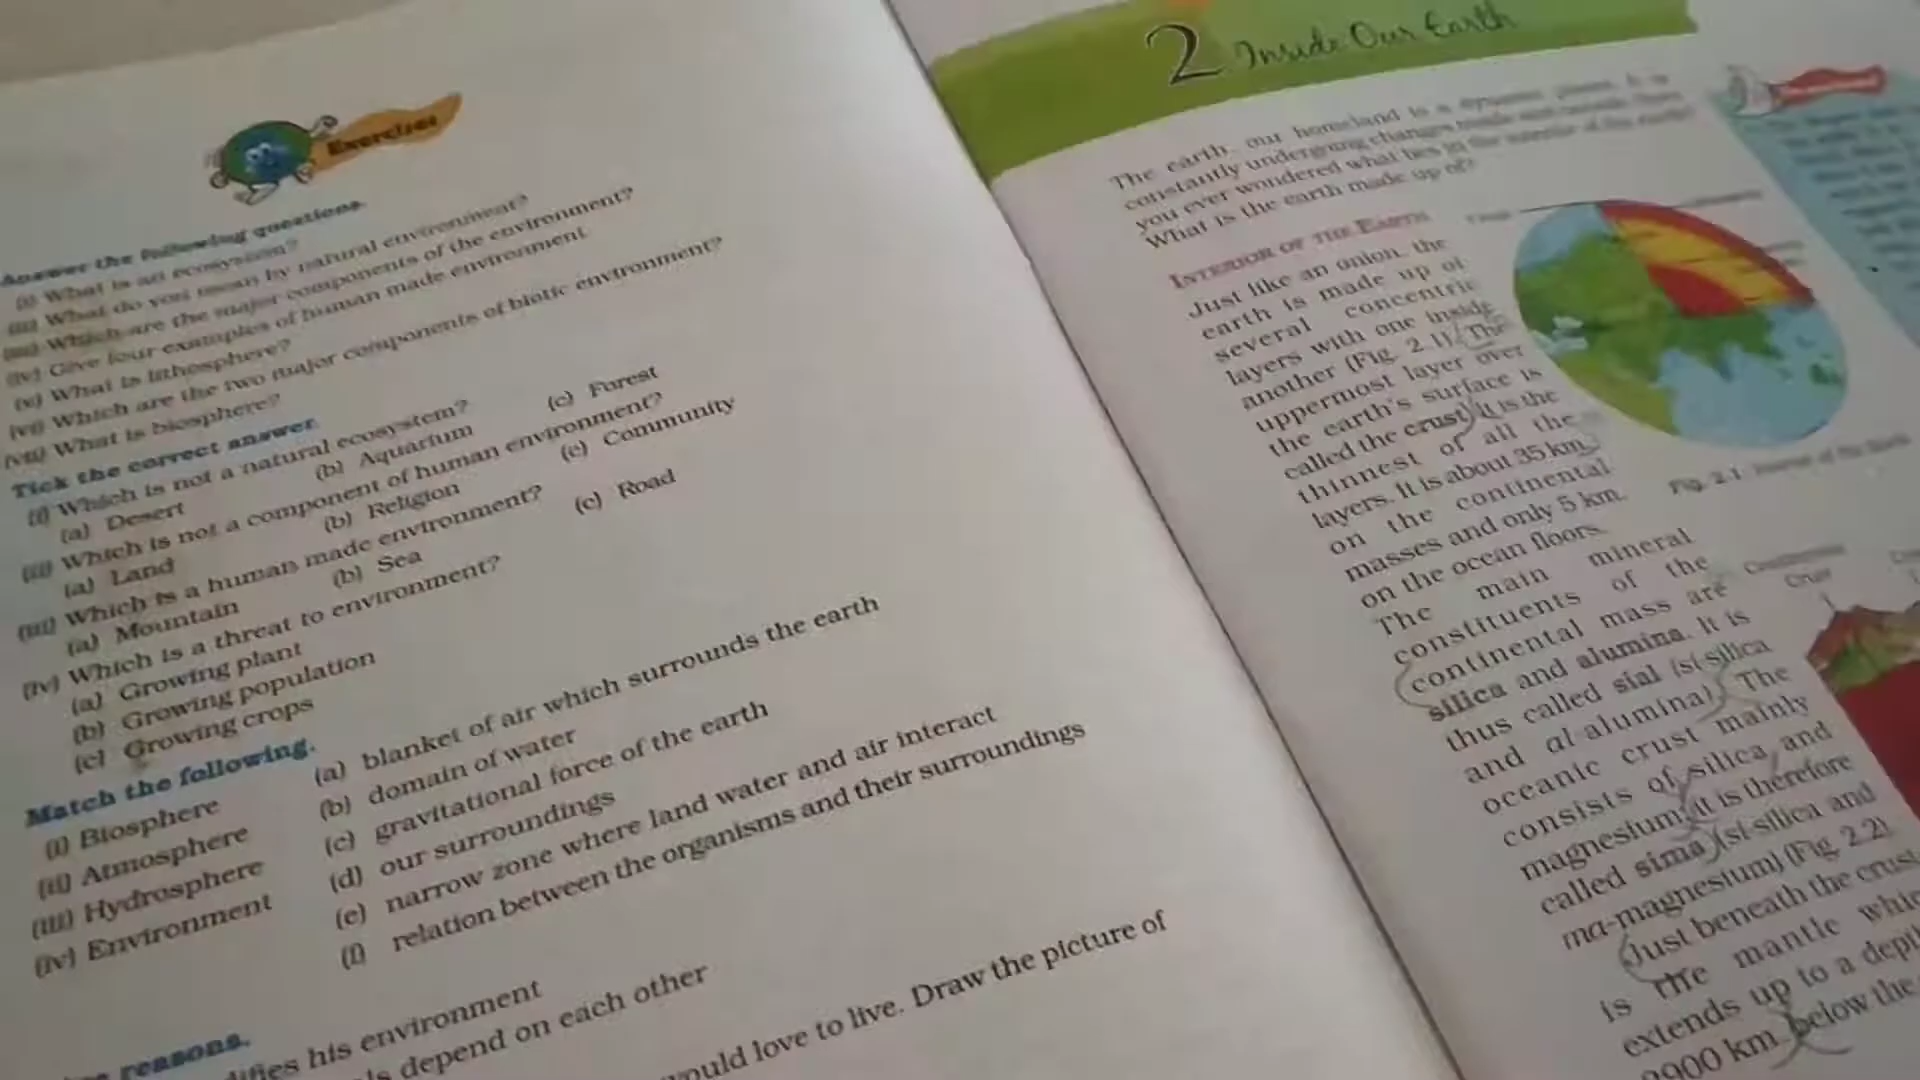 Exercises
Answer the following questions.
(i) What is an ecosystem?
(ii) What do you mean by natural environment?
(iii) Which are the major components of the environment?
(iv) Give four examples of human made environment
(v) What is lithosphere?
(vi) Which are the two major components of biotic environment?
(vii) What is biosphere?
Tick the correct answer.
(i) Which is not a natural ecosystem?
(a) Desert (b) Aquarium (c) Forest
(ii) Which is not a component of human environment?
(a) Land (b) Religion (c) Community
(iii) Which is a human made environment?
(a) Mountain (b) Sea (c) Road
(iv) Which is a threat to environment?
(a) Growing plant
(b) Growing population
(c) Growing crops
Match the following.
(i) Biosphere (a) blanket of air which surrounds the earth
(ii) Atmosphere (b) domain of water
(iii) Hydrosphere (c) gravitational force of the earth
(iv) Environment (d) our surroundings
(e) narrow zone where land water and air interact
(f) relation between the organisms and their surroundings
reasons.
his environment
depend on each other
would love to live. Draw the picture of
2 Inside Our Earth
The earth, our homeland is a dynamic planet. It is
constantly undergoing changes inside and outside. Have
you ever wondered what lies in the interior of the earth?
What is the earth made up of?
INTERIOR OF THE EARTH
Just like an onion, the
earth is made up of
several concentric
layers with one inside
another (Fig. 2.1). The
uppermost layer over
the earth's surface is
called the crust. It is the
thinnest of all the
layers. It is about 35 km.
on the continental
masses and only 5 km.
on the ocean floors.
The main mineral
constituents of the
continental mass are
silica and alumina. It is
thus called sial (si-silica
and al-alumina). The
oceanic crust mainly
consists of silica and
magnesium; it is therefore
called sima (si-silica and
ma-magnesium) (Fig. 2.2).
Just beneath the crust
is the mantle
extends up to a
2900 km. below the
Fig. 2.1: Interior of the Earth
Continental
Crust